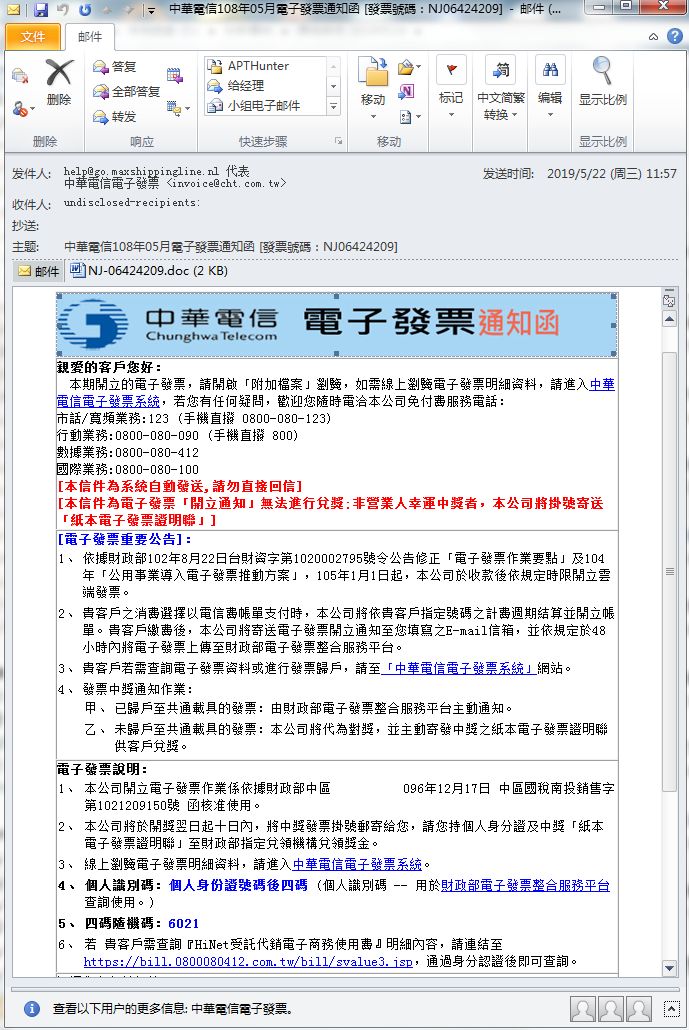 中華電信108年05月電子發票通知函 [發票號碼：NJ06424209] - 邮件 (...
文件
邮件
删除
答复
全部答复
转发
APTHunter
给经理
小组电子邮件
移动
标记
中文简繁
转换
编辑
显示比例
删除
响应
快速步骤
移动
显示比例
发件人:
help@go.maxshippingline.nl 代表
中華電信電子發票 <invoice@cht.com.tw>
发送时间: 2019/5/22 (周三) 11:57
收件人:
undisclosed-recipients:
抄送:
主题:
中華電信108年05月電子發票通知函 [發票號碼：NJ06424209]
邮件
NJ-06424209.doc (2 KB)
中華電信
Chunghwa Telecom
電子發票通知函
親愛的客戶您好：
本期開立的電子發票，請開啟「附加檔案」瀏覽，如需線上瀏覽電子發票明細資料，請進入中華
電信電子發票系統，若您有任何疑問，歡迎您隨時電洽本公司免付費服務電話：
市話/寬頻業務:123 (手機直撥 0800-080-123)
行動業務:0800-080-090 (手機直撥 800)
數據業務:0800-080-412
國際業務:0800-080-100
[本信件為系統自動發送,請勿直接回信]
[本信件為電子發票「開立通知」無法進行兌獎;非營業人幸運中獎者，本公司將掛號寄送
「紙本電子發票證明聯」]
[電子發票重要公告]：
1、 依據財政部102年8月22日台財資字第1020002795號令公告修正「電子發票作業要點」及104
年「公用事業導入電子發票推動方案」，105年1月1日起，本公司於收款後依規定時限開立雲
端發票。
2、 貴客戶之消費選擇以電信費帳單支付時，本公司將依貴客戶指定號碼之計費週期結算並開立帳
單。貴客戶繳費後，本公司將寄送電子發票開立通知至您填寫之E-mail信箱，並依規定於48
小時內將電子發票上傳至財政部電子發票整合服務平台。
3、 貴客戶若需查詢電子發票資料或進行發票歸戶，請至「中華電信電子發票系統」網站。
4、 發票中獎通知作業：
甲、 已歸戶至共通載具的發票：由財政部電子發票整合服務平台主動通知。
乙、 未歸戶至共通載具的發票：本公司將代為對獎，並主動寄發中獎之紙本電子發票證明聯
供客戶兌獎。
電子發票說明：
1、 本公司開立電子發票作業係依據財政部中區 096年12月17日 中區國稅南投銷售字
第1021209150號 函核准使用。
2、 本公司將於開獎翌日起十日內，將中獎發票掛號郵寄給您，請您持個人身分證及中獎「紙本
電子發票證明聯」至財政部指定兌領機構兌領獎金。
3、 線上瀏覽電子發票明細資料，請進入中華電信電子發票系統。
4、 個人識別碼：個人身份證號碼後四碼 (個人識別碼 -- 用於財政部電子發票整合服務平台
查詢使用。)
5、 四碼隨機碼：6021
6、 若 貴客戶需查詢『HiNet受託代銷電子商務使用費』明細內容，請連結至
https://bill.0800080412.com.tw/bill/svalue3.jsp，通過身分認證後即可查詢。
查看以下用户的更多信息: 中華電信電子發票。